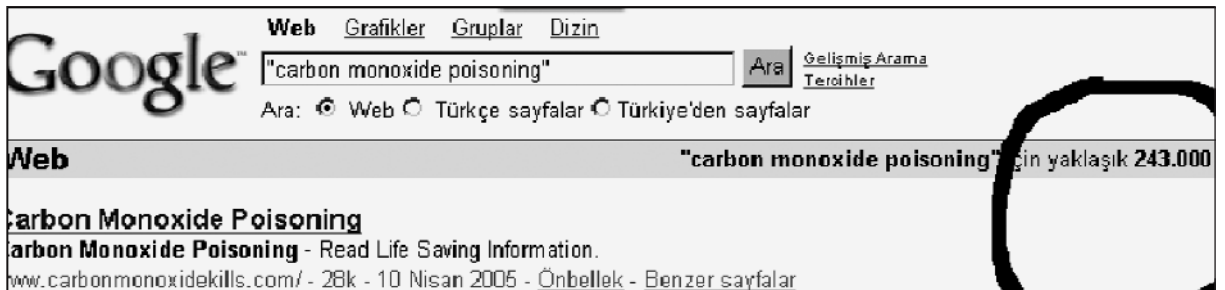 Web Grafikler Gruplar Dizin
Google™
"carbon monoxide poisoning" Ara Gelişmiş Arama
Tercihler
Ara: Web Türkçe sayfalar Türkiye'den sayfalar
Web "carbon monoxide poisoning" için yaklaşık 243.000
Carbon Monoxide Poisoning
Carbon Monoxide Poisoning - Read Life Saving Information.
www.carbonmonoxidekills.com/ - 28k - 10 Nisan 2005 - Önbellek - Benzer sayfalar